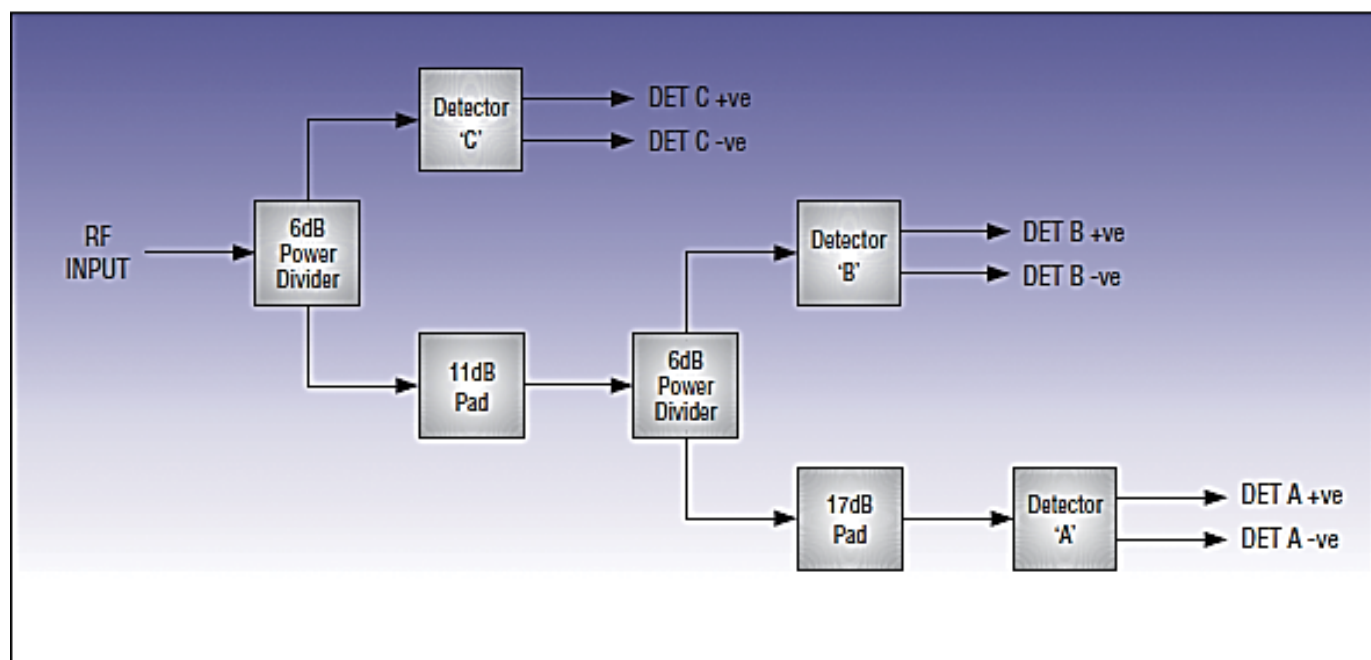 Detector
‘C’
DET C +ve
DET C -ve
RF
INPUT
6dB
Power
Divider
Detector
‘B’
DET B +ve
DET B -ve
11dB
Pad
6dB
Power
Divider
17dB
Pad
Detector
‘A’
DET A +ve
DET A -ve